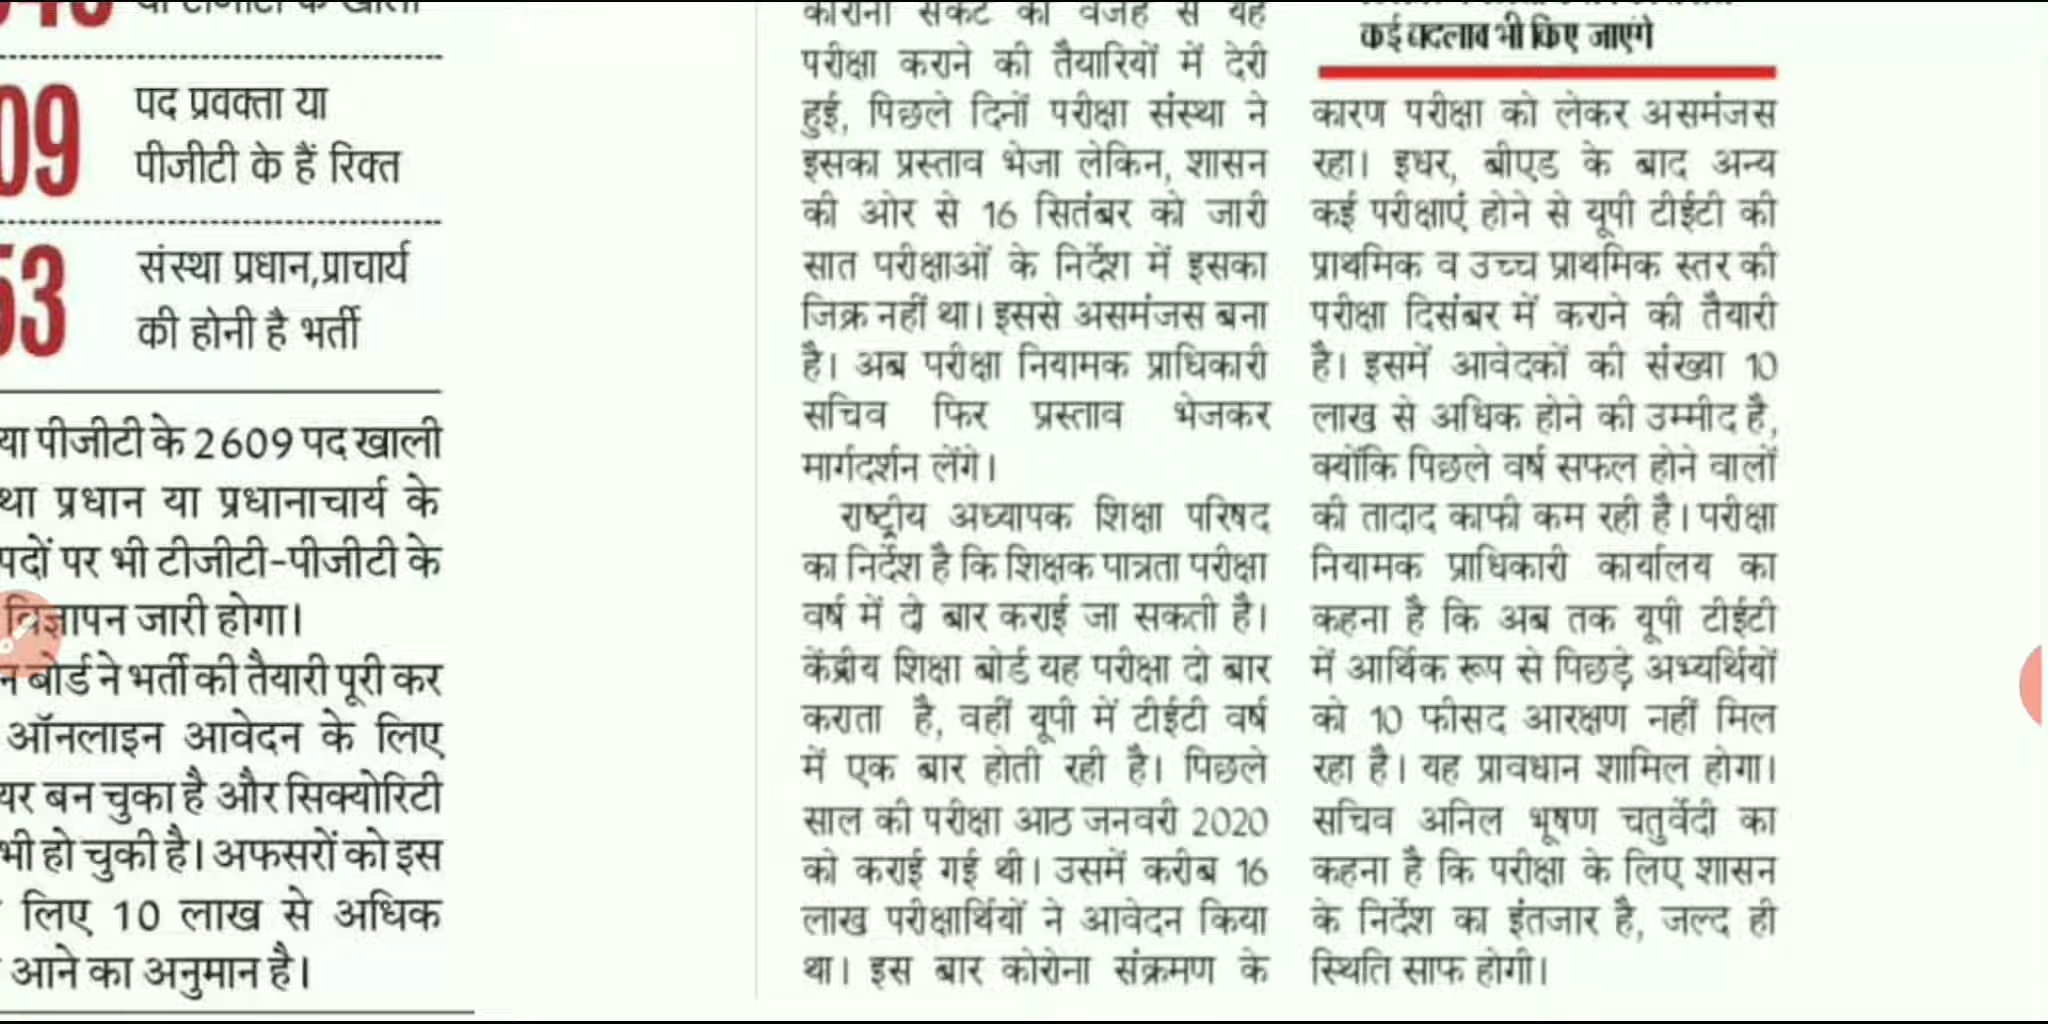 पद प्रवक्ता या
पीजीटी के हैं रिक्त
संस्था प्रधान,प्राचार्य
की होनी है भर्ती
या पीजीटी के 2609 पद खाली
था प्रधान या प्रधानाचार्य के
पदों पर भी टीजीटी-पीजीटी के
विज्ञापन जारी होगा।
न बोर्ड ने भर्ती की तैयारी पूरी कर
ऑनलाइन आवेदन के लिए
यर बन चुका है और सिक्योरिटी
भी हो चुकी है। अफसरों को इस
लिए 10 लाख से अधिक
आने का अनुमान है।
कोरोना संकट की वजह से यह
परीक्षा कराने की तैयारियों में देरी
हुई, पिछले दिनों परीक्षा संस्था ने
इसका प्रस्ताव भेजा लेकिन, शासन
की ओर से 16 सितंबर को जारी
सात परीक्षाओं के निर्देश में इसका
जिक्र नहीं था। इससे असमंजस बना
है। अब परीक्षा नियामक प्राधिकारी
सचिव फिर प्रस्ताव भेजकर
मार्गदर्शन लेंगे।
राष्ट्रीय अध्यापक शिक्षा परिषद
का निर्देश है कि शिक्षक पात्रता परीक्षा
वर्ष में दो बार कराई जा सकती है।
केंद्रीय शिक्षा बोर्ड यह परीक्षा दो बार
कराता है, वहीं यूपी में टीईटी वर्ष
में एक बार होती रही है। पिछले
साल की परीक्षा आठ जनवरी 2020
को कराई गई थी। उसमें करीब 16
लाख परीक्षार्थियों ने आवेदन किया
था। इस बार कोरोना संक्रमण के
कई बदलाव भी किए जाएंगे
कारण परीक्षा को लेकर असमंजस
रहा। इधर, बीएड के बाद अन्य
कई परीक्षाएं होने से यूपी टीईटी की
प्राथमिक व उच्च प्राथमिक स्तर की
परीक्षा दिसंबर में कराने की तैयारी
है। इसमें आवेदकों की संख्या 10
लाख से अधिक होने की उम्मीद है,
क्योंकि पिछले वर्ष सफल होने वालों
की तादाद काफी कम रही है। परीक्षा
नियामक प्राधिकारी कार्यालय का
कहना है कि अब तक यूपी टीईटी
में आर्थिक रूप से पिछड़े अभ्यर्थियों
को 10 फीसद आरक्षण नहीं मिल
रहा है। यह प्रावधान शामिल होगा।
सचिव अनिल भूषण चतुर्वेदी का
कहना है कि परीक्षा के लिए शासन
के निर्देश का इंतजार है, जल्द ही
स्थिति साफ होगी।